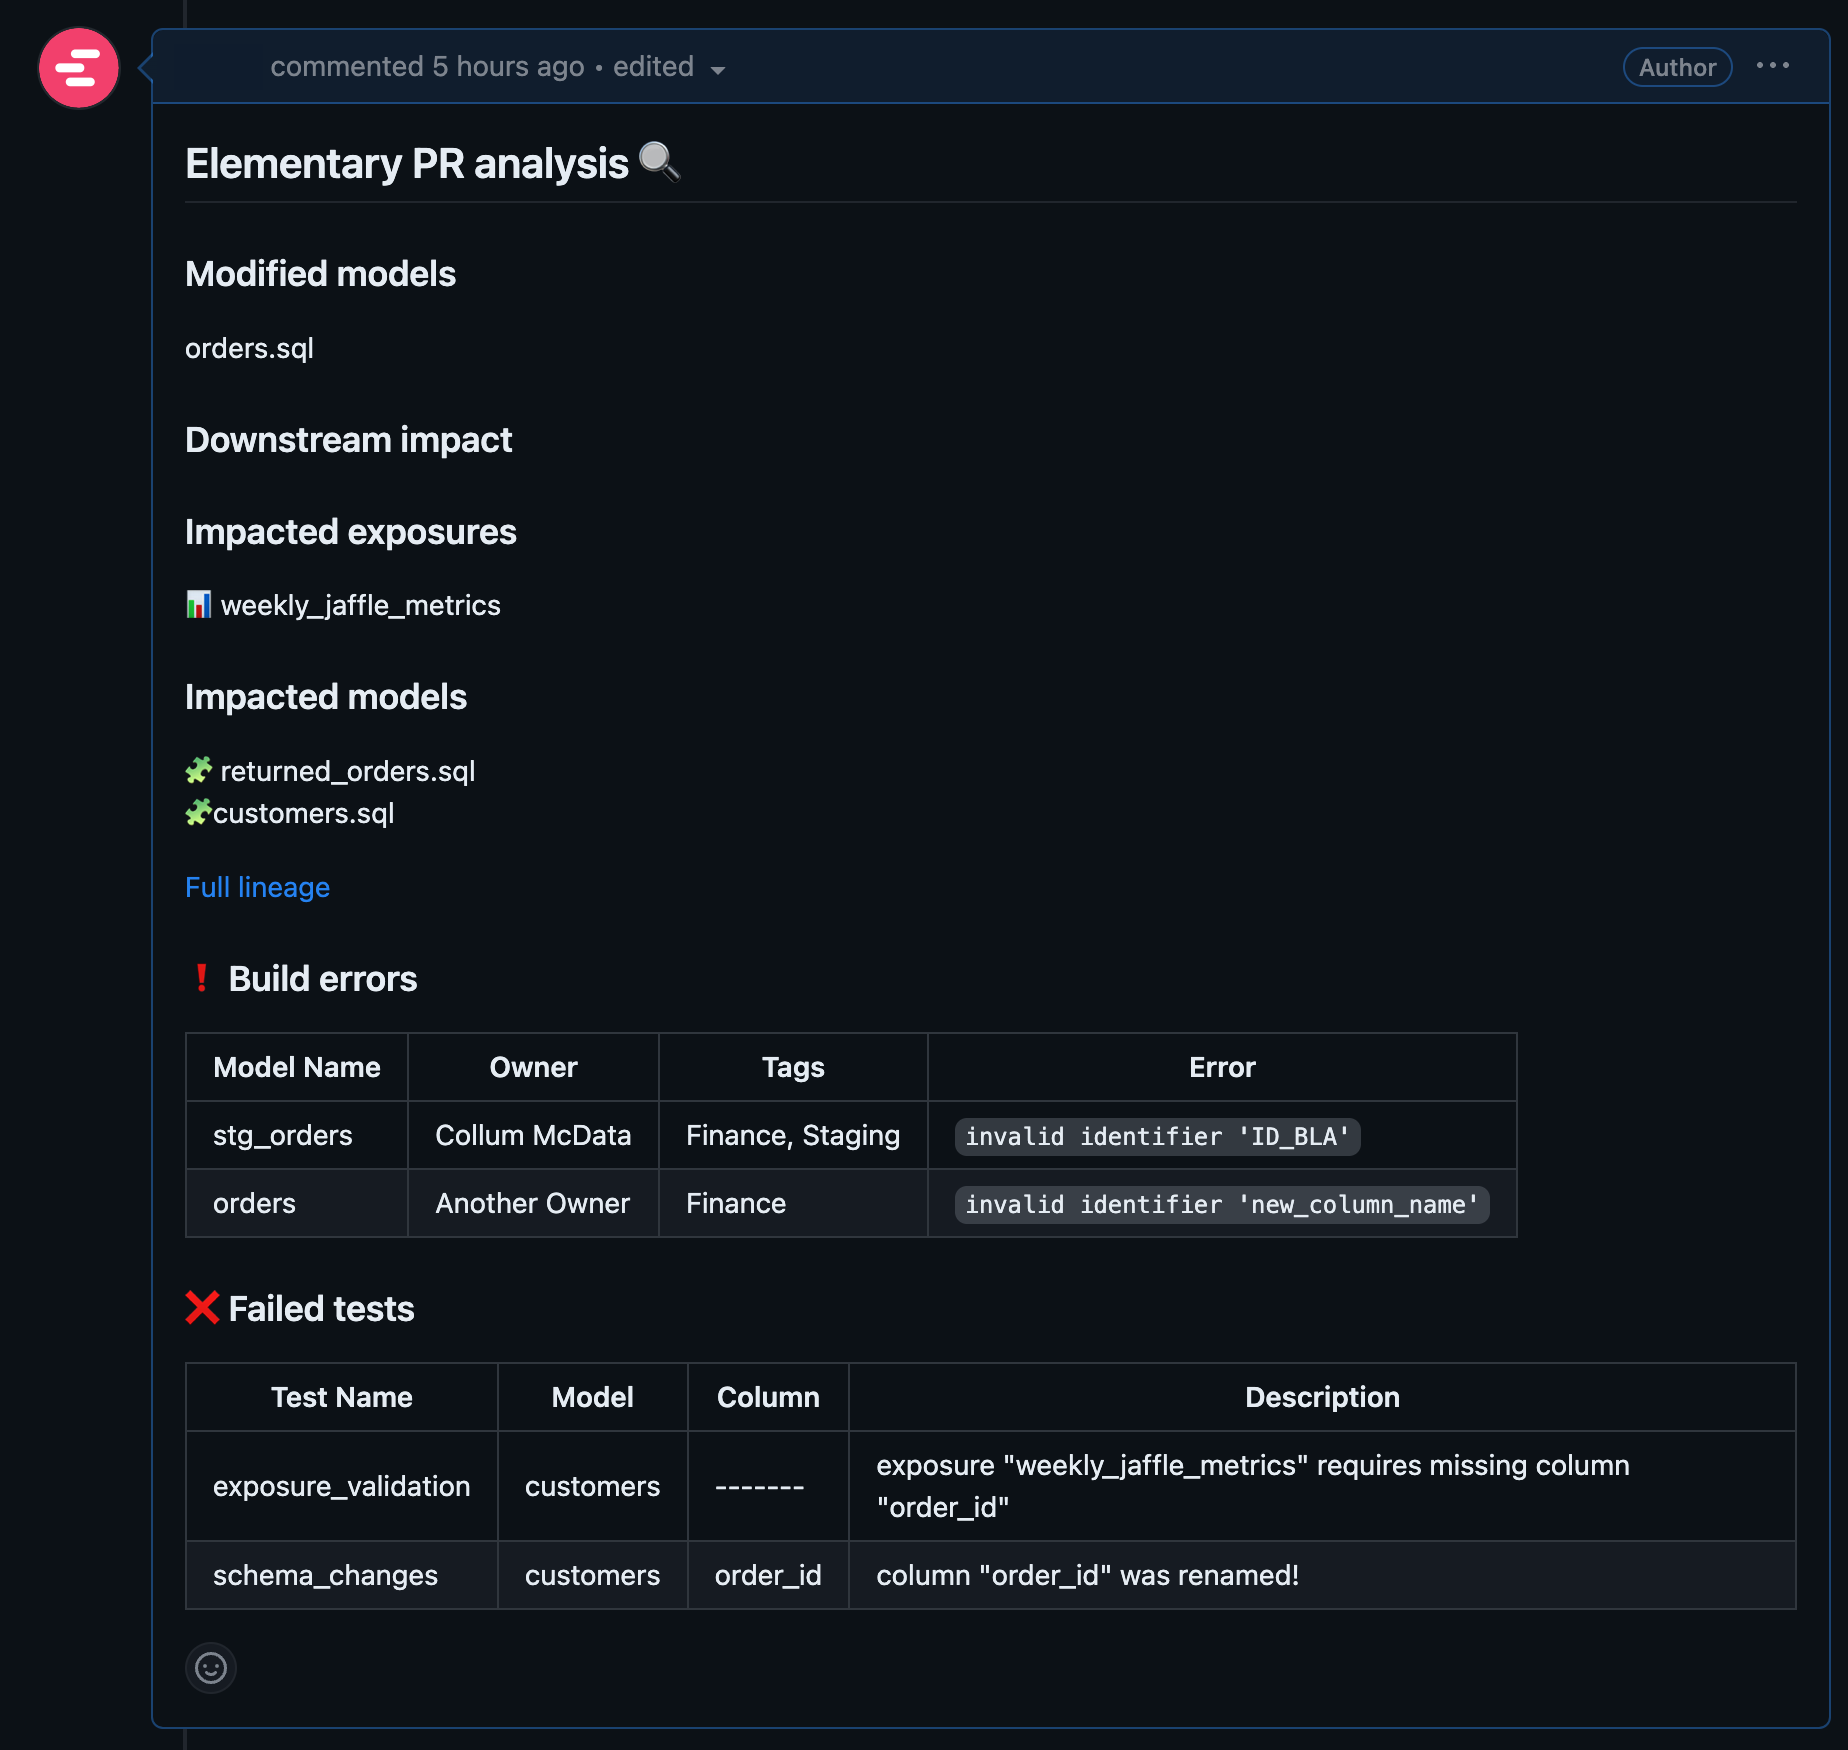 commented 5 hours ago • edited
Author
Elementary PR analysis
Modified models
orders.sql
Downstream impact
Impacted exposures
weekly_jaffle_metrics
Impacted models
returned_orders.sql
customers.sql
Full lineage
Build errors
Model Name Owner Tags Error
stg_orders Collum McData Finance, Staging invalid identifier 'ID_BLA'
orders Another Owner Finance invalid identifier 'new_column_name'
Failed tests
Test Name Model Column Description
exposure_validation customers ------- exposure "weekly_jaffle_metrics" requires missing column
"order_id"
schema_changes customers order_id column "order_id" was renamed!